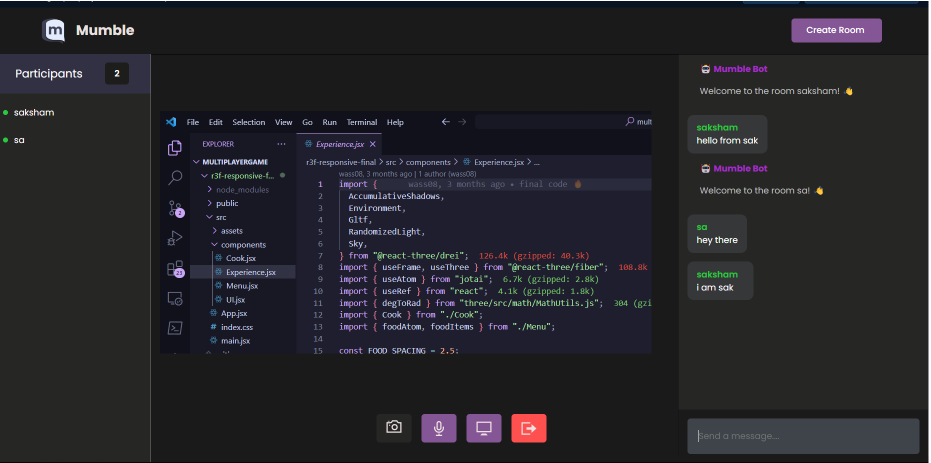 Mumble
Create Room
Participants 2
saksham
sa
File Edit Selection View Go Run Terminal Help
EXPLORER ...
MULTIPLAYERGAME
r3f-responsive-f...
node_modules
public
src
assets
components
Cook.jsx
Experience.jsx
Menu.jsx
UI.jsx
App.jsx
# index.css
main.jsx
2
23
Experience.jsx ×
r3f-responsive-final > src > components > Experience.jsx > ...
wass08, 3 months ago | 1 author (wass08)
1 import { wass08, 3 months ago • final code
2 AccumulativeShadows,
3 Environment,
4 Gltf,
5 RandomizedLight,
6 Sky,
7 } from "@react-three/drei"; 126.4k (gzipped: 40.3k)
8 import { useFrame, useThree } from "@react-three/fiber"; 108.8k
9 import { useAtom } from "jotai"; 6.7k (gzipped: 2.8k)
10 import { useRef } from "react"; 4.1k (gzipped: 1.8k)
11 import { degToRad } from "three/src/math/MathUtils.js"; 304 (gzi
12 import { Cook } from "./Cook";
13 import { foodAtom, foodItems } from "./Menu";
14
15 const FOOD_SPACING = 2.5;
Mumble Bot
Welcome to the room saksham! 👋
saksham
hello from sak
Mumble Bot
Welcome to the room sa! 👋
sa
hey there
saksham
i am sak
Send a message...